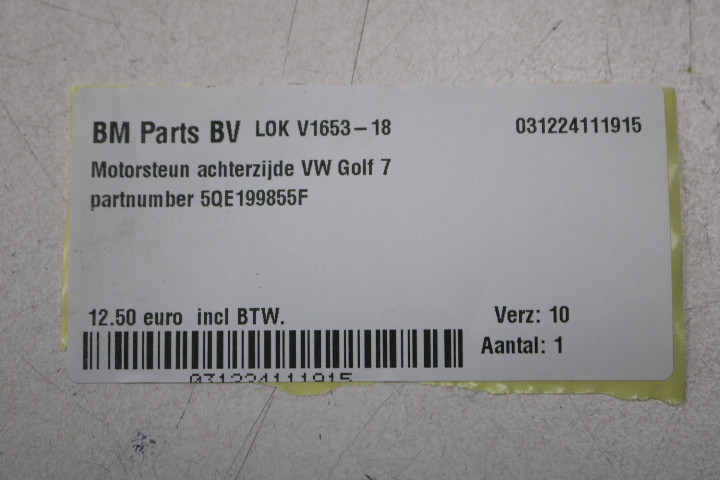 BM Parts BV LOK V1653-18 031224111915
Motorsteun achterzijde VW Golf 7
partnumber 5QE199855F
12.50 euro incl BTW. Verz: 10
Aantal: 1
031224111915